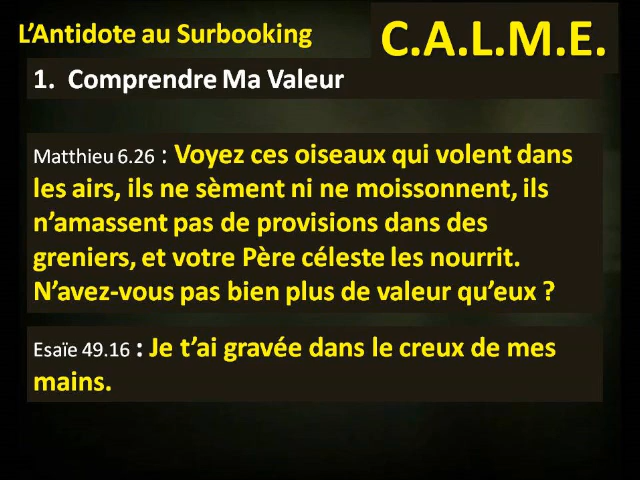 L'Antidote au Surbooking
C.A.L.M.E.
1. Comprendre Ma Valeur
Matthieu 6.26 : Voyez ces oiseaux qui volent dans
les airs, ils ne sèment ni ne moissonnent, ils
n'amassent pas de provisions dans des
greniers, et votre Père céleste les nourrit.
N'avez-vous pas bien plus de valeur qu'eux ?
Esaïe 49.16 : Je t'ai gravée dans le creux de mes
mains.